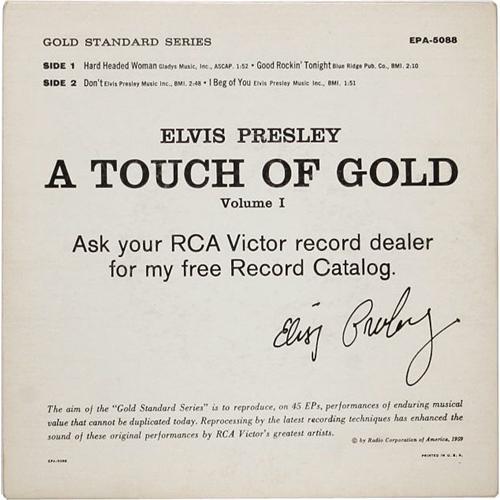 GOLD STANDARD SERIES EPA-5088
SIDE 1 Hard Headed Woman Gladys Music, Inc., ASCAP. 1:52 • Good Rockin' Tonight Blue Ridge Pub. Co., BMI. 2:10
SIDE 2 Don't Elvis Presley Music Inc., BMI. 2:48 • I Beg of You Elvis Presley Music, Inc., BMI. 1:51
ELVIS PRESLEY
A TOUCH OF GOLD
Volume I
Ask your RCA Victor record dealer
for my free Record Catalog.
Elvis Presley
The aim of the "Gold Standard Series" is to reproduce, on 45 EPs, performances of enduring musical
value that cannot be duplicated today. Reprocessing by the latest recording techniques has enhanced the
sound of these original performances by RCA Victor's greatest artists.
© by Radio Corporation of America, 1959
EPA-5088 PRINTED IN U. S. A.